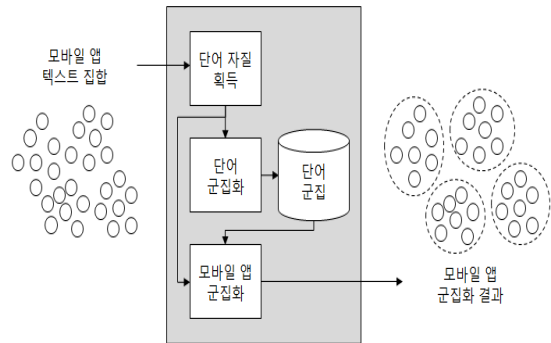 모바일 앱
텍스트 집합
단어 자질
획득
단어
군집화
단어
군집
모바일 앱
군집화
모바일 앱
군집화 결과